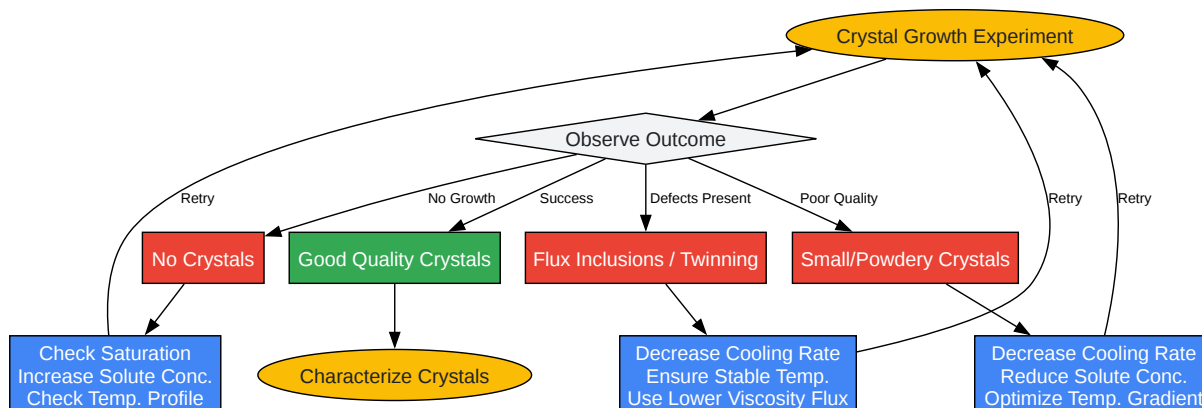 Crystal Growth Experiment
Observe Outcome
Retry
No Growth
Success
Defects Present
Poor Quality
Retry
Retry
No Crystals
Good Quality Crystals
Flux Inclusions / Twinning
Small/Powdery Crystals
Check Saturation
Increase Solute Conc.
Check Temp. Profile
Characterize Crystals
Decrease Cooling Rate
Ensure Stable Temp.
Use Lower Viscosity Flux
Decrease Cooling Rate
Reduce Solute Conc.
Optimize Temp. Gradient